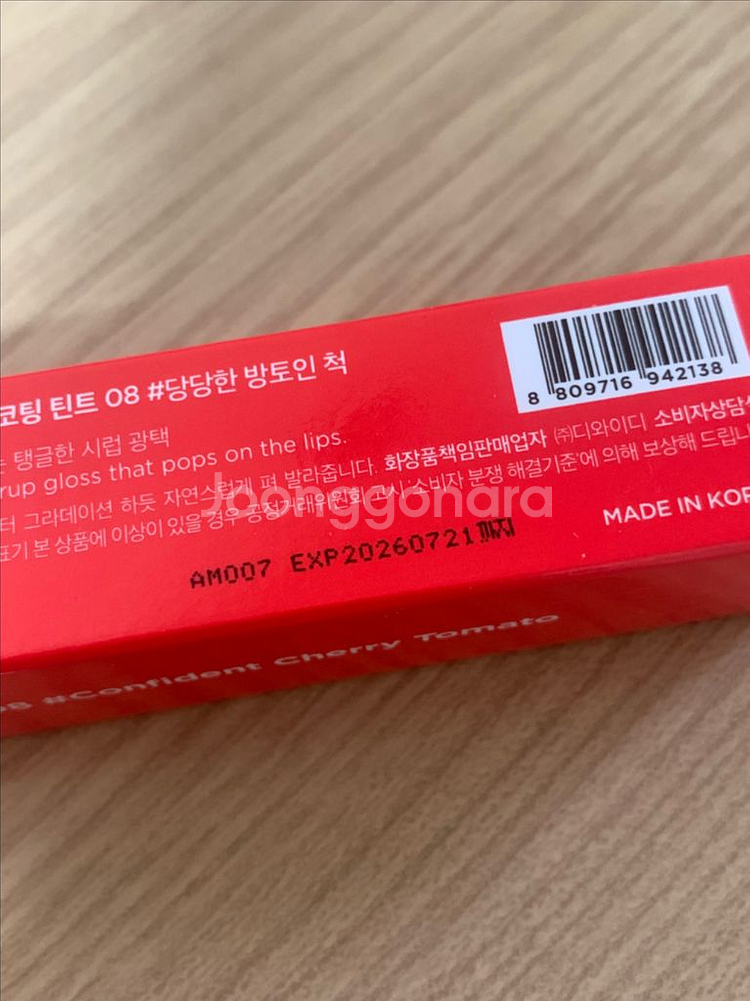 코팅 틴트 08 #당당한 방토인 척
8 809716 942138
는 탱글한 시럽 광택
rup gloss that pops on the lips.
터 그라데이션 하듯 자연스럽게 펴 발라줍니다. 화장품책임판매업자 ㈜디와이디 소비자상담
표기 본 상품에 이상이 있을 경우 공정거래위원회 고시 '소비자 분쟁 해결기준'에 의해 보상해 드립니
MADE IN KOR
AM007 EXP20260721까지
08 #Confident Cherry Tomato
Joonggonara